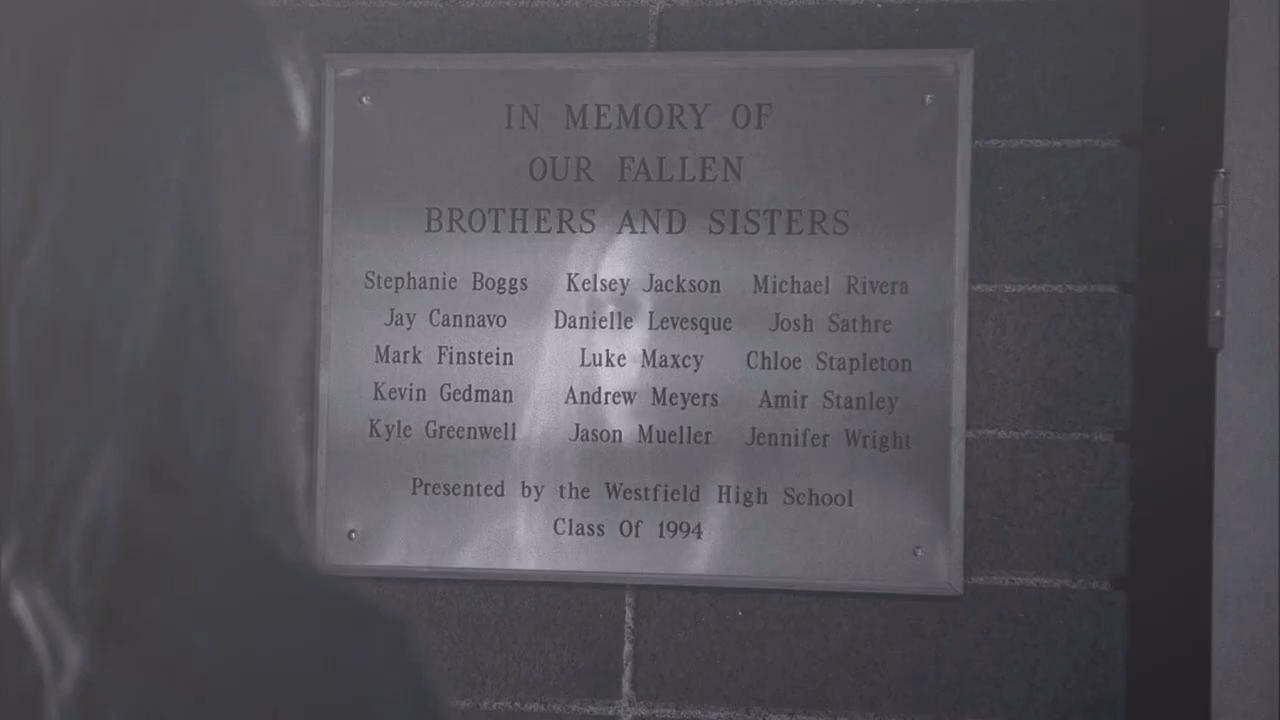 IN MEMORY OF
OUR FALLEN
BROTHERS AND SISTERS
Stephanie Boggs Kelsey Jackson Michael Rivera
Jay Cannavo Danielle Levesque Josh Sathre
Mark Finstein Luke Maxcy Chloe Stapleton
Kevin Gedman Andrew Meyers Amir Stanley
Kyle Greenwell Jason Mueller Jennifer Wright
Presented by the Westfield High School
Class Of 1994